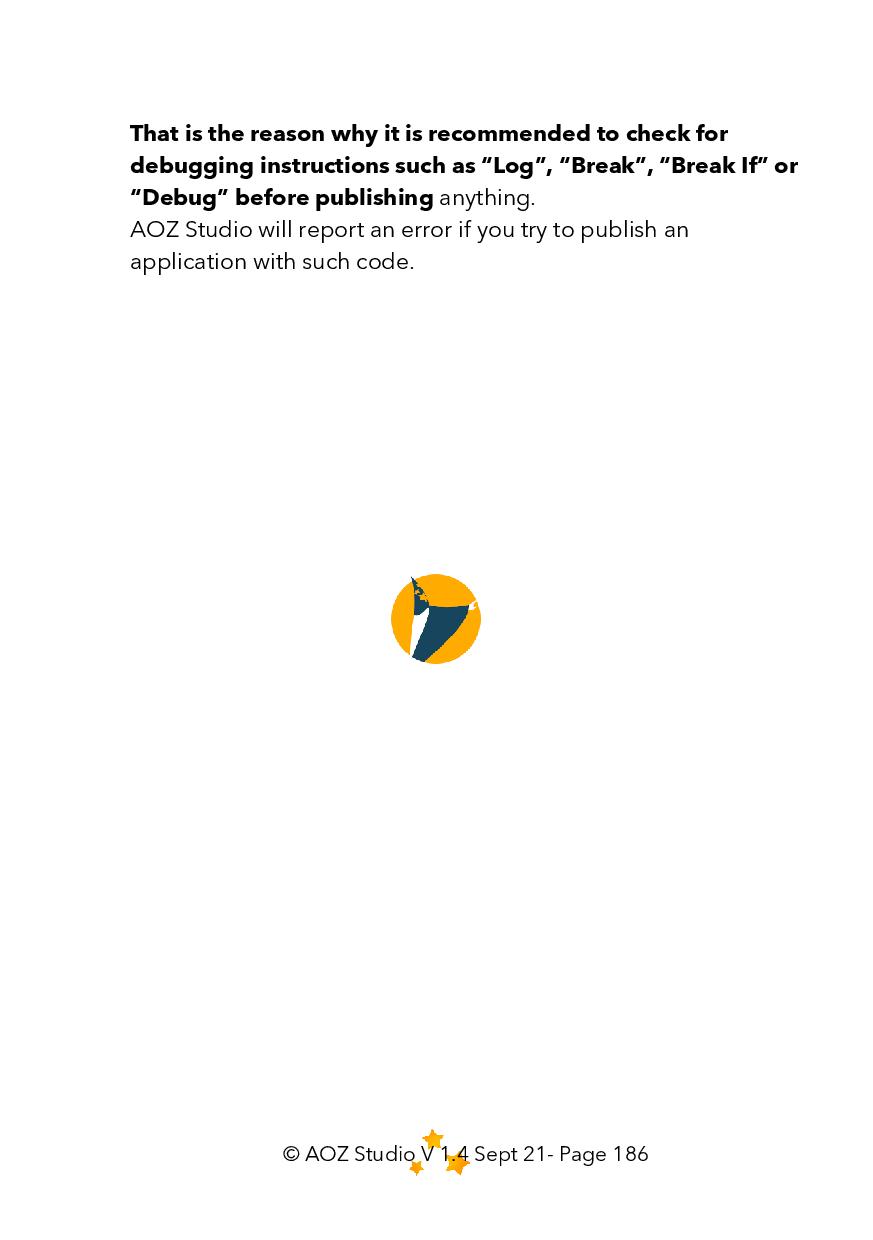 That is the reason why it is recommended to check for
debugging instructions such as “Log”, “Break”, “Break If” or
“Debug” before publishing anything.
AOZ Studio will report an error if you try to publish an
application with such code.
© AOZ Studio V 1.4 Sept 21- Page 186